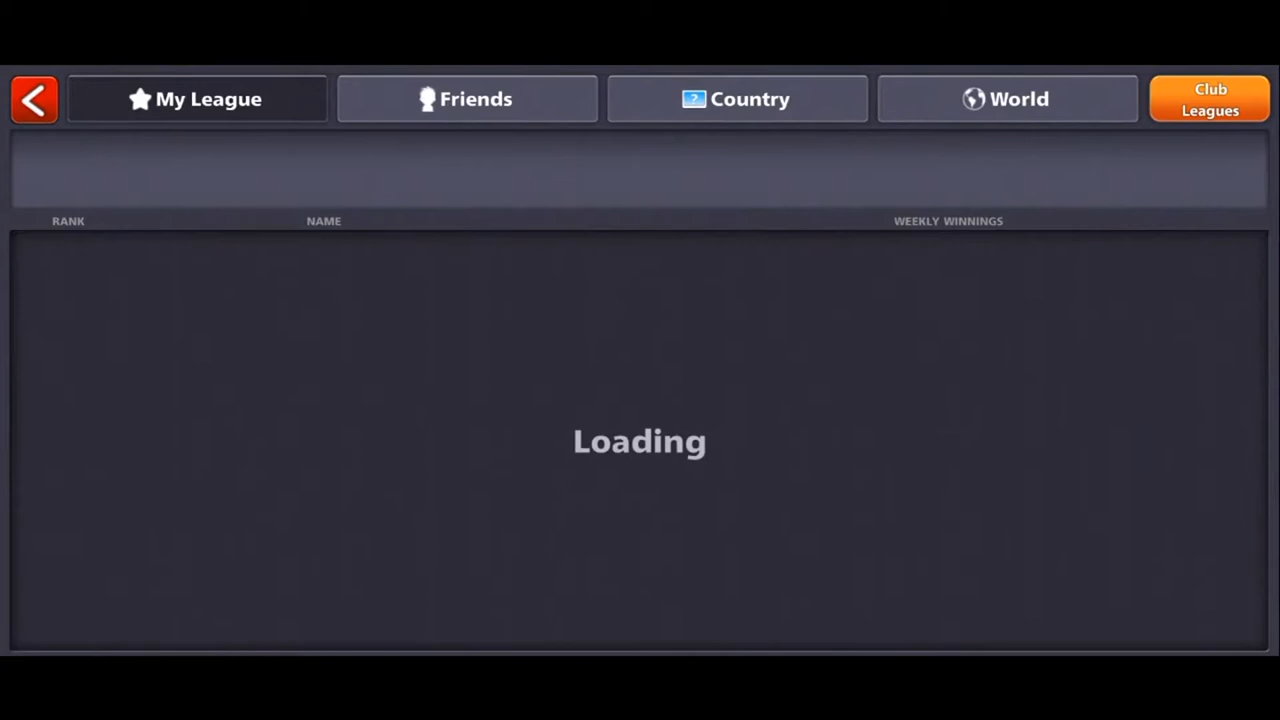 My League
Friends
? Country
World
Club
Leagues
RANK
NAME
WEEKLY WINNINGS
Loading